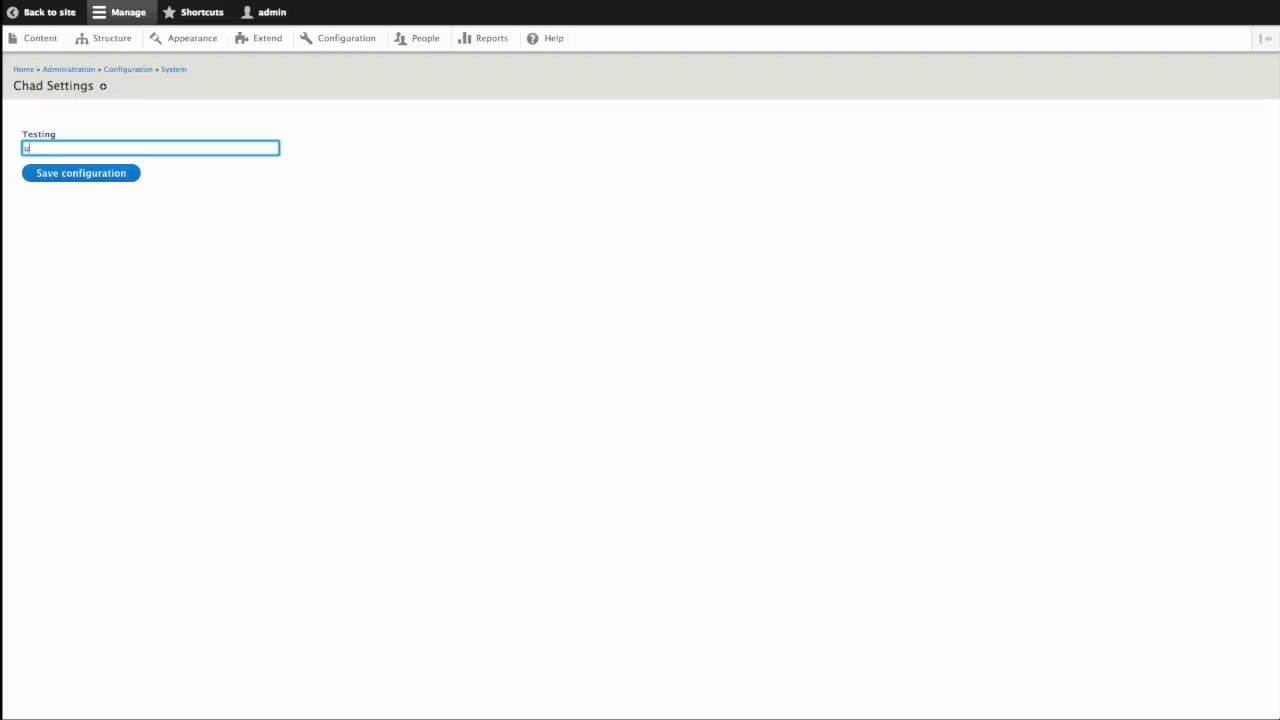 Back to site Manage Shortcuts admin
Content Structure Appearance Extend Configuration People Reports Help
Home » Administration » Configuration » System
Chad Settings
Testing
u
Save configuration